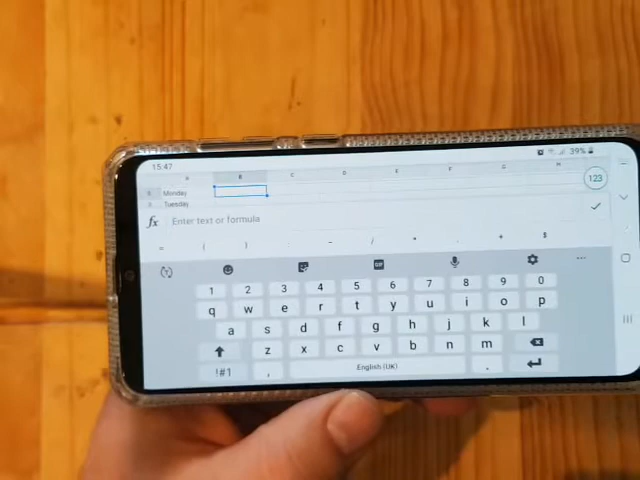 15:47 39%
A B C D E F G H
Monday
Tuesday
123
fx Enter text or formula
= ( ) : - / * . + $
GIF
1 2 3 4 5 6 7 8 9 0
q w e r t y u i o p
a s d f g h j k l
z x c v b n m
!#1 , English (UK) .